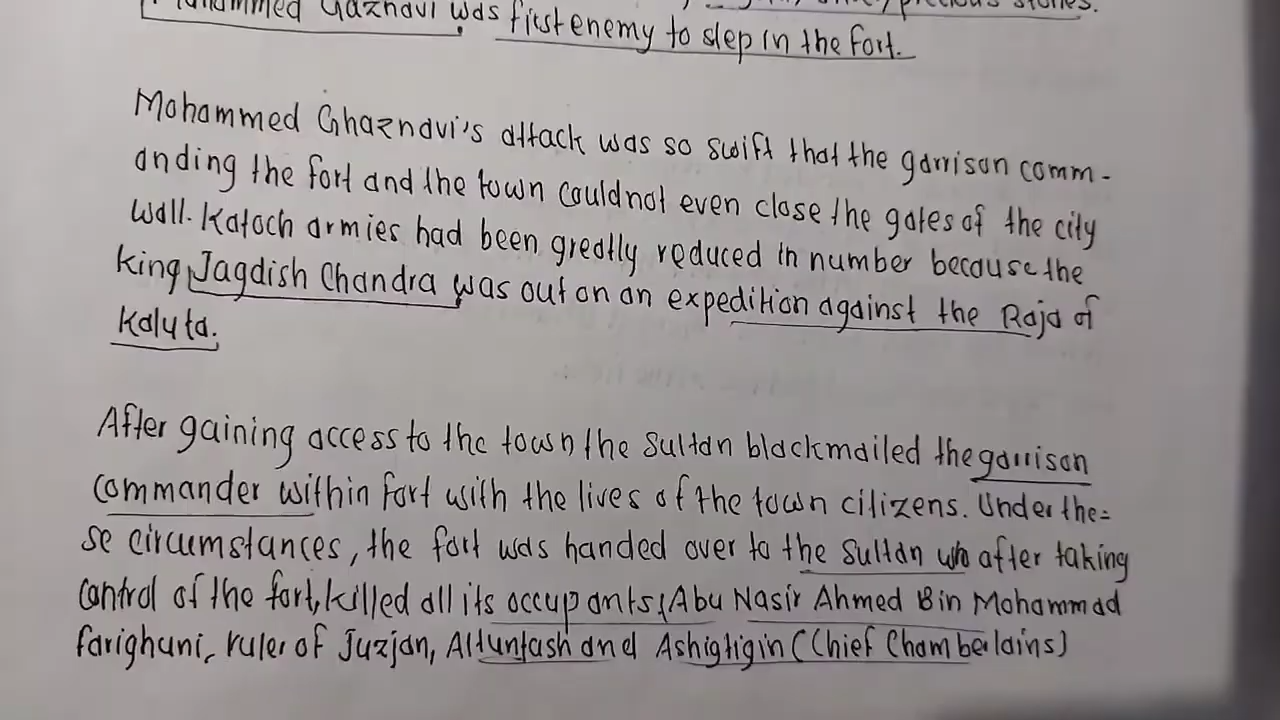 Mohammed Gaznavi was first enemy to step in the fort.
Mohammed Ghaznavi's attack was so swift that the garrison comm-
anding the fort and the town could not even close the gates of the city
wall. Katoch armies had been greatly reduced in number because the
king Jagdish Chandra was out on an expedition against the Raja of
Kaluta.
After gaining access to the town the Sultan blackmailed the garrison
commander within fort with the lives of the town citizens. Under the=
se circumstances, the fort was handed over to the Sultan who after taking
control of the fort, killed all its occupants. Abu Nasir Ahmed Bin Mohammad
farighuni, ruler of Juzjan, Altuntash and Ashigtigin (Chief Chamberlains)